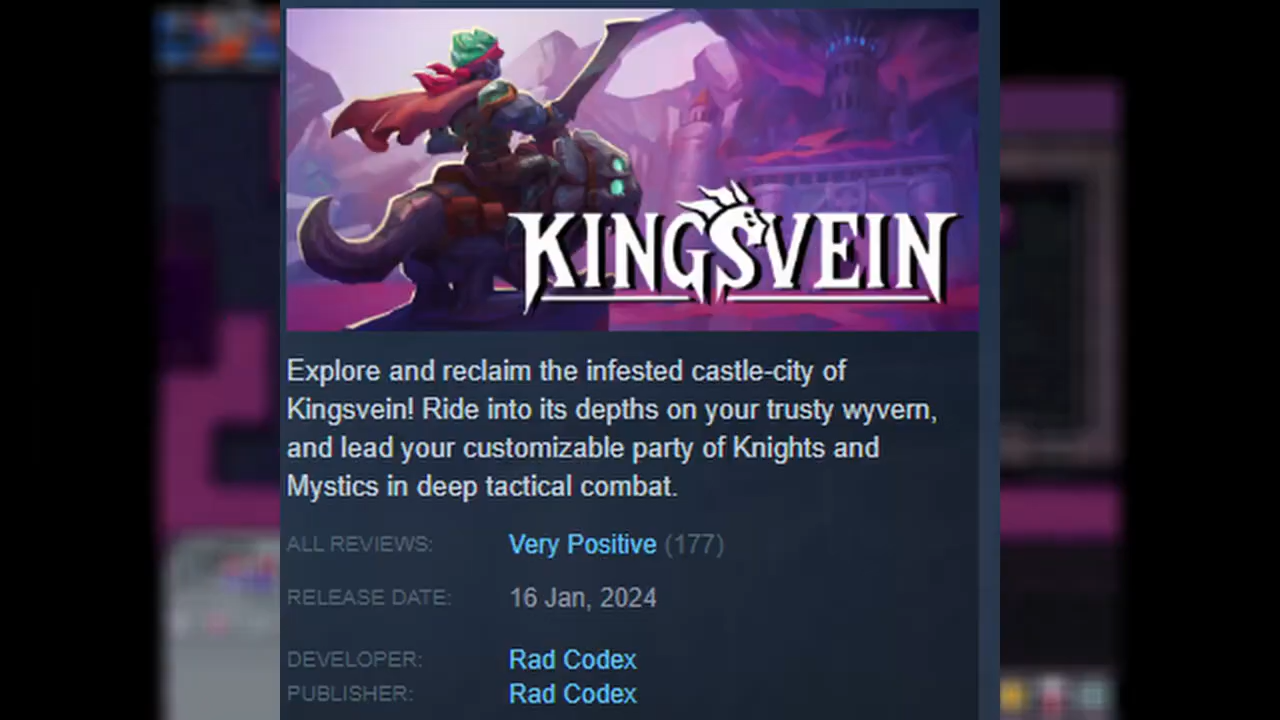 KINGSVEIN
Explore and reclaim the infested castle-city of
Kingsvein! Ride into its depths on your trusty wyvern,
and lead your customizable party of Knights and
Mystics in deep tactical combat.
ALL REVIEWS: Very Positive (177)
RELEASE DATE: 16 Jan, 2024
DEVELOPER: Rad Codex
PUBLISHER: Rad Codex